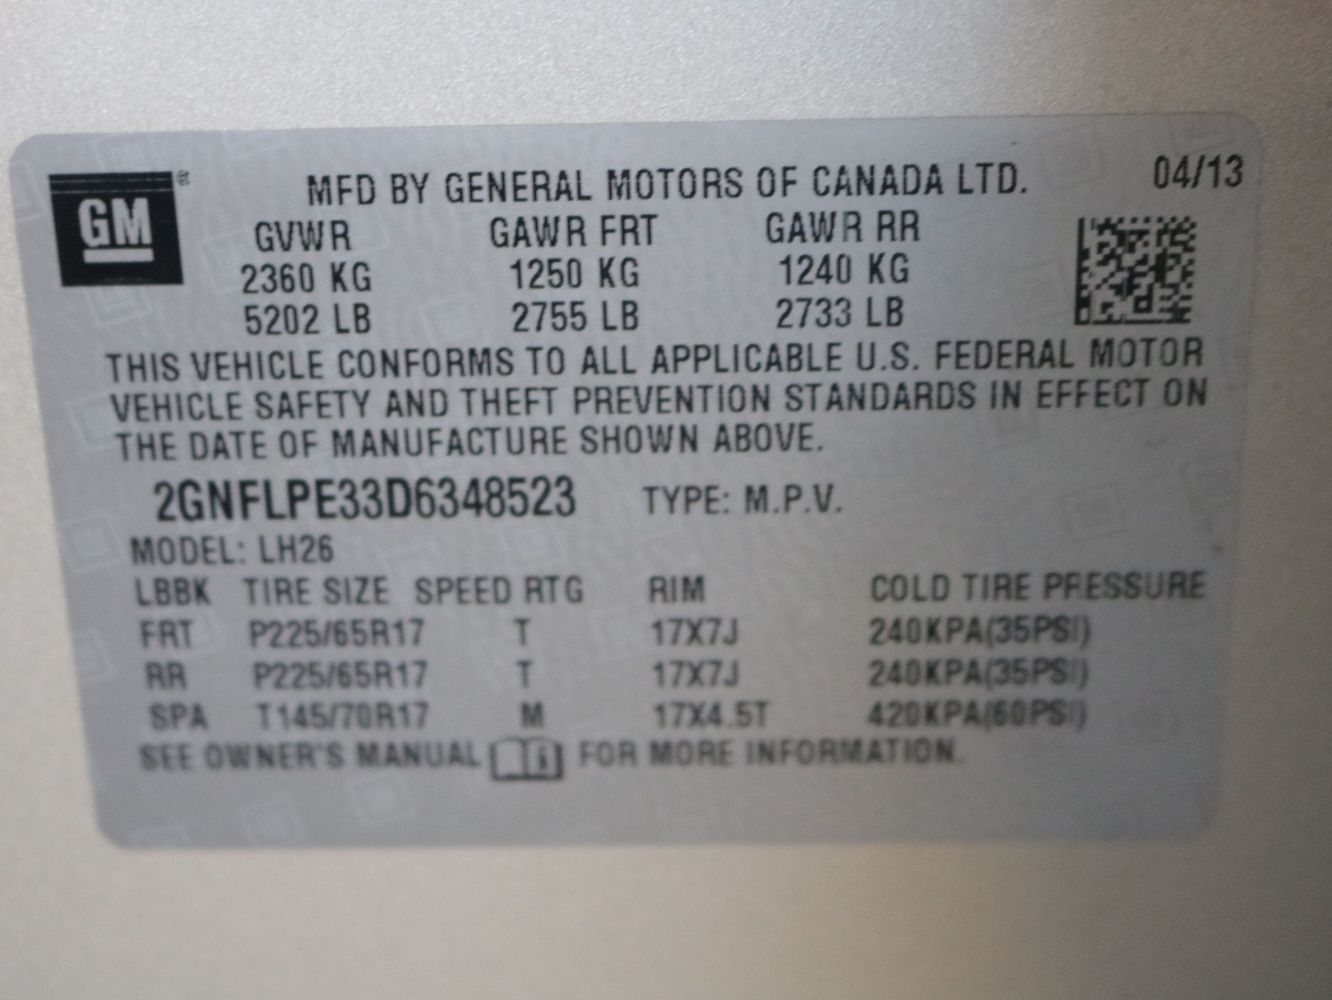 GM ®
MFD BY GENERAL MOTORS OF CANADA LTD. 04/13
GVWR GAWR FRT GAWR RR
2360 KG 1250 KG 1240 KG
5202 LB 2755 LB 2733 LB
THIS VEHICLE CONFORMS TO ALL APPLICABLE U.S. FEDERAL MOTOR
VEHICLE SAFETY AND THEFT PREVENTION STANDARDS IN EFFECT ON
THE DATE OF MANUFACTURE SHOWN ABOVE.
2GNFLPE33D6348523 TYPE: M.P.V.
MODEL: LH26
LBBK TIRE SIZE SPEED RTG RIM COLD TIRE PRESSURE
FRT P225/65R17 T 17X7J 240KPA(35PSI)
RR P225/65R17 T 17X7J 240KPA(35PSI)
SPA T145/70R17 M 17X4.5T 420KPA(60PSI)
SEE OWNER'S MANUAL i FOR MORE INFORMATION.